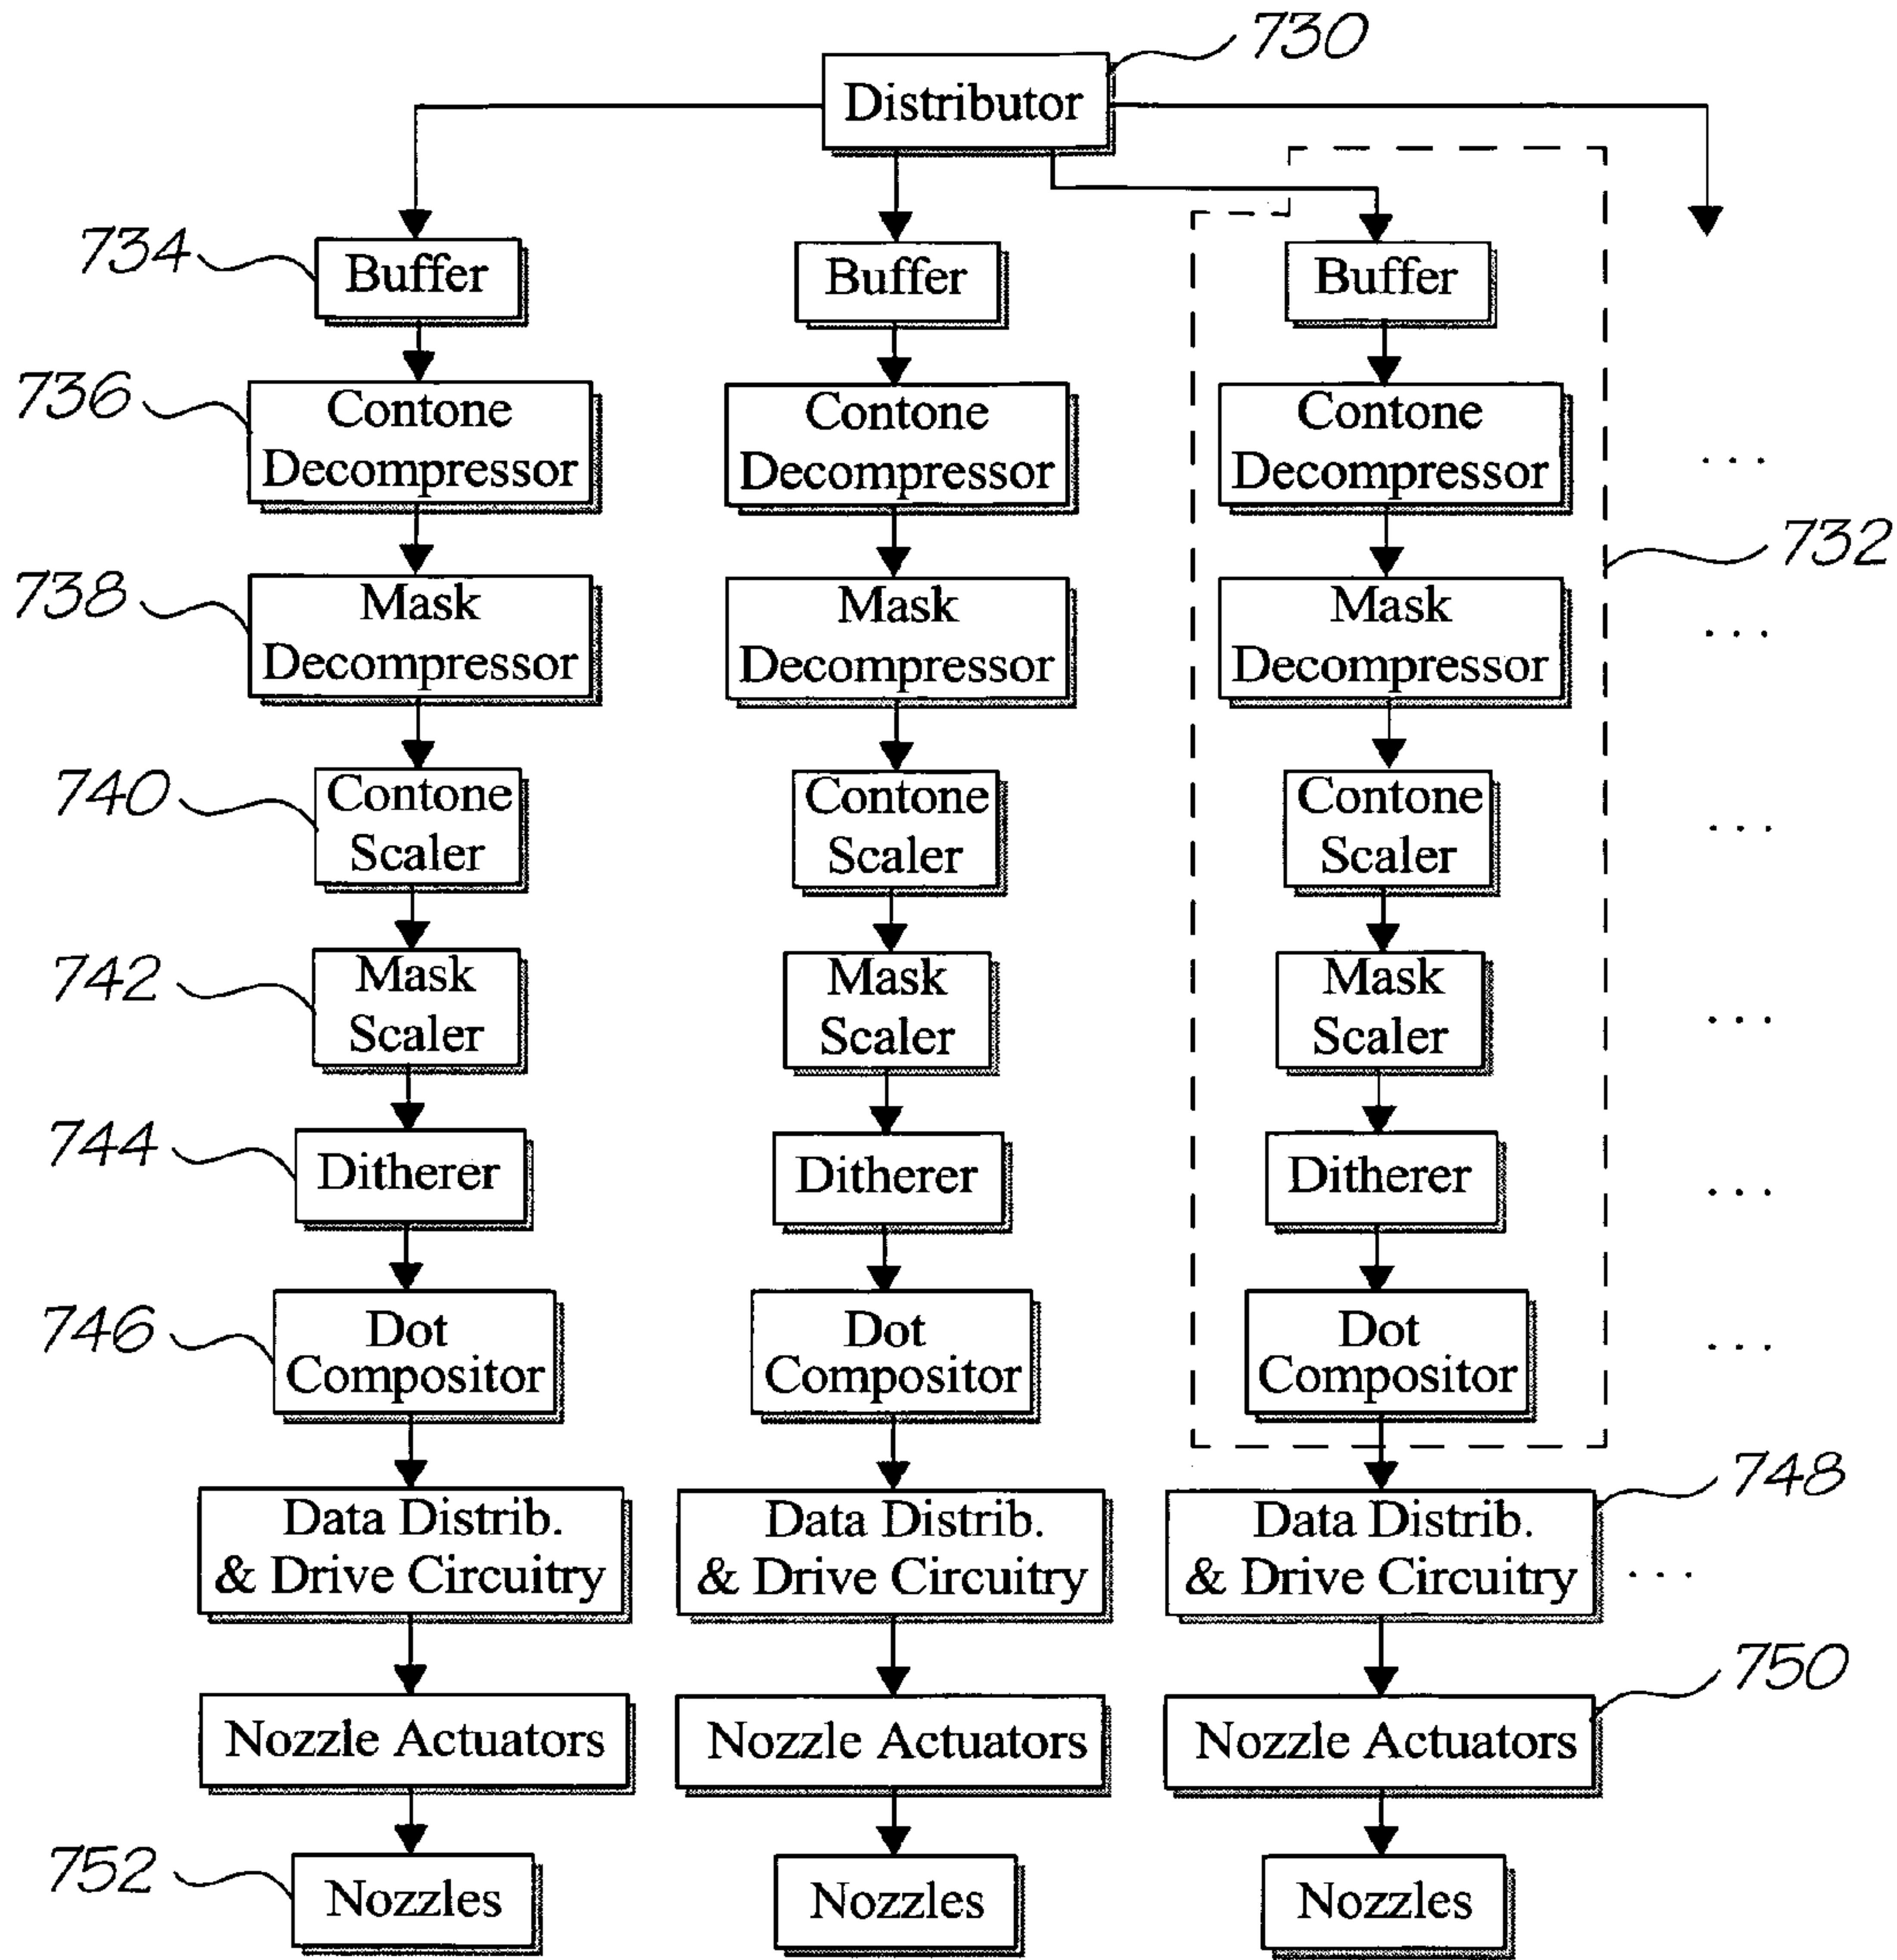 730
Distributor
734
Buffer
Buffer
Buffer
736
Contone
Decompressor
Contone
Decompressor
Contone
Decompressor
...
732
738
Mask
Decompressor
Mask
Decompressor
Mask
Decompressor
...
740
Contone
Scaler
Contone
Scaler
Contone
Scaler
...
742
Mask
Scaler
Mask
Scaler
Mask
Scaler
...
744
Ditherer
Ditherer
Ditherer
...
746
Dot
Compositor
Dot
Compositor
Dot
Compositor
...
748
Data Distrib.
& Drive Circuitry
Data Distrib.
& Drive Circuitry
Data Distrib.
& Drive Circuitry
...
750
Nozzle Actuators
Nozzle Actuators
Nozzle Actuators
752
Nozzles
Nozzles
Nozzles